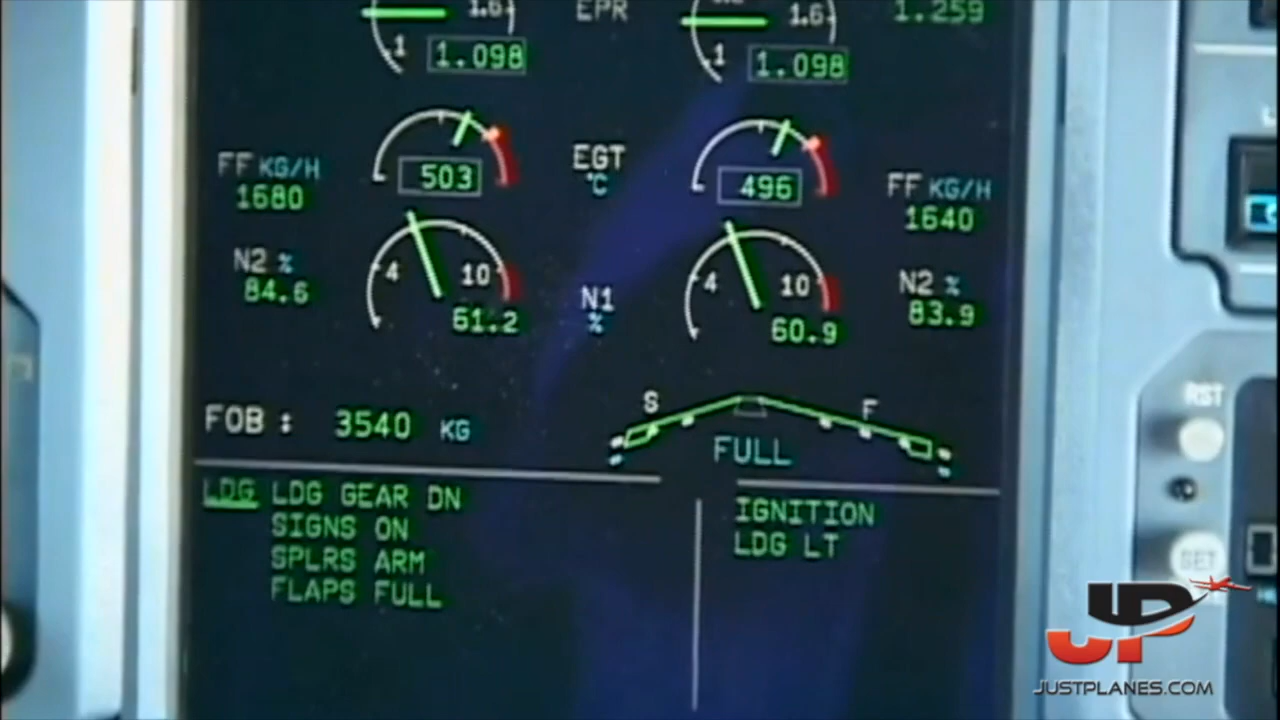 1.6 EPR 1.6 1.259
.1 1.098 .1 1.098
FF KG/H 503 EGT 496 FF KG/H
1680 °C 1640
N2 % 4 10 N1 4 10 N2 %
84.6 61.2 % 60.9 83.9
S F
FOB : 3540 KG FULL
LDG LDG GEAR DN
SIGNS ON
SPLRS ARM
FLAPS FULL
IGNITION
LDG LT
RST
SET
JP
JUSTPLANES.COM